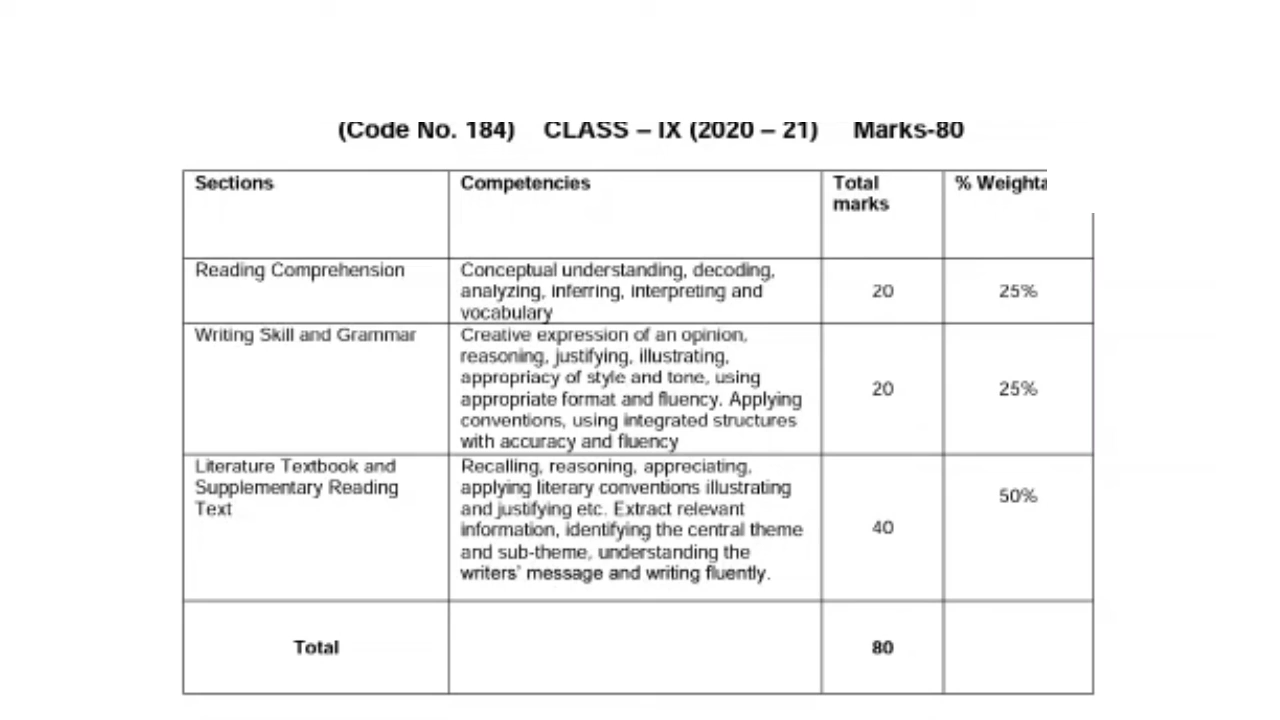 (Code No. 184) CLASS – IX (2020 – 21) Marks-80
Sections
Competencies
Total
marks
% Weighta
Reading Comprehension
Conceptual understanding, decoding,
analyzing, inferring, interpreting and
vocabulary
20
25%
Writing Skill and Grammar
Creative expression of an opinion,
reasoning, justifying, illustrating,
appropriacy of style and tone, using
appropriate format and fluency. Applying
conventions, using integrated structures
with accuracy and fluency
20
25%
Literature Textbook and
Supplementary Reading
Text
Recalling, reasoning, appreciating,
applying literary conventions illustrating
and justifying etc. Extract relevant
information, identifying the central theme
and sub-theme, understanding the
writers' message and writing fluently.
40
50%
Total
80